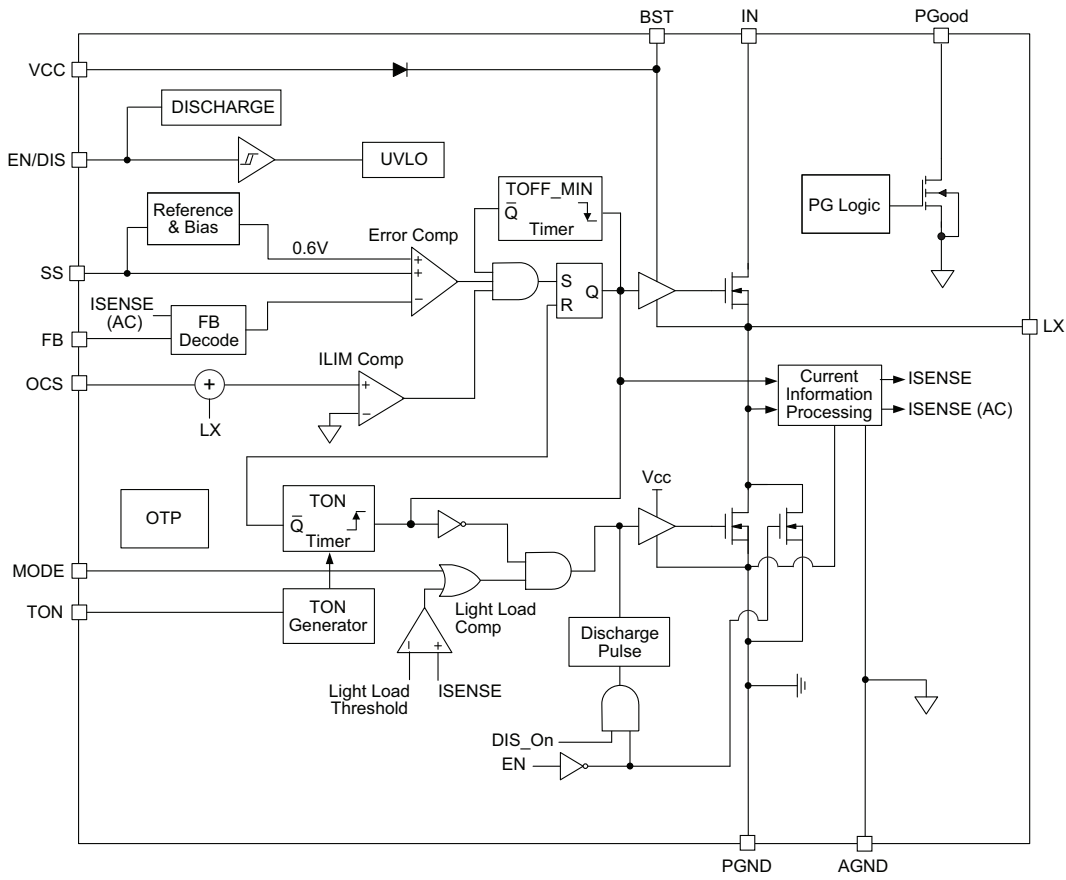 BST
IN
PGood
VCC
DISCHARGE
EN/DIS
UVLO
TOFF_MIN
Q̅
Timer
PG Logic
Reference
& Bias
Error Comp
0.6V
+
+
−
SS
S
Q
R
ISENSE
(AC)
FB
Decode
FB
LX
ILIM Comp
OCS
+
+
−
LX
Current
Information
Processing
ISENSE
ISENSE (AC)
Vcc
OTP
TON
Q̅
Timer
MODE
TON
TON
Generator
Light Load
Comp
−
+
Discharge
Pulse
Light Load
Threshold
ISENSE
DIS_On
EN
PGND
AGND